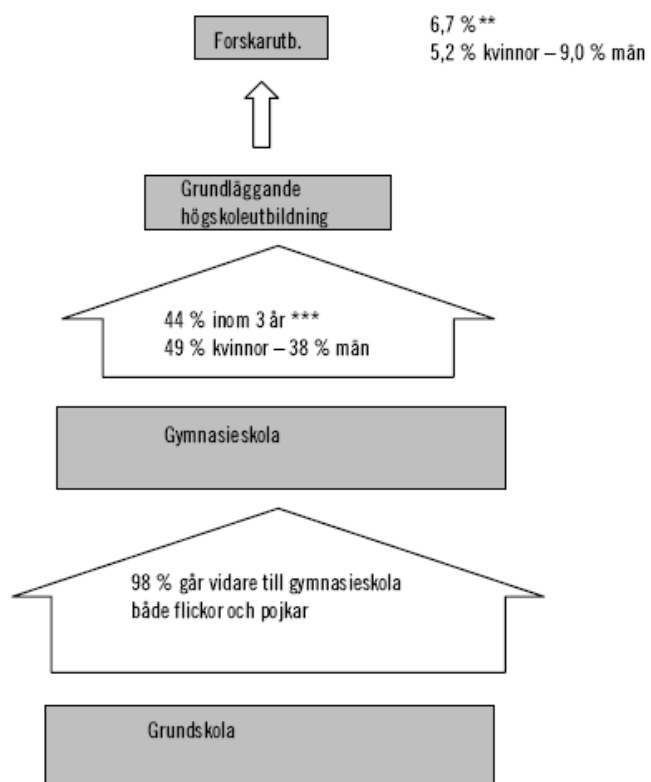 Forskarutb.
6,7 %**
5,2 % kvinnor – 9,0 % män
Grundläggande
högskoleutbildning
44 % inom 3 år ***
49 % kvinnor – 38 % män
Gymnasieskola
98 % går vidare till gymnasieskola
både flickor och pojkar
Grundskola